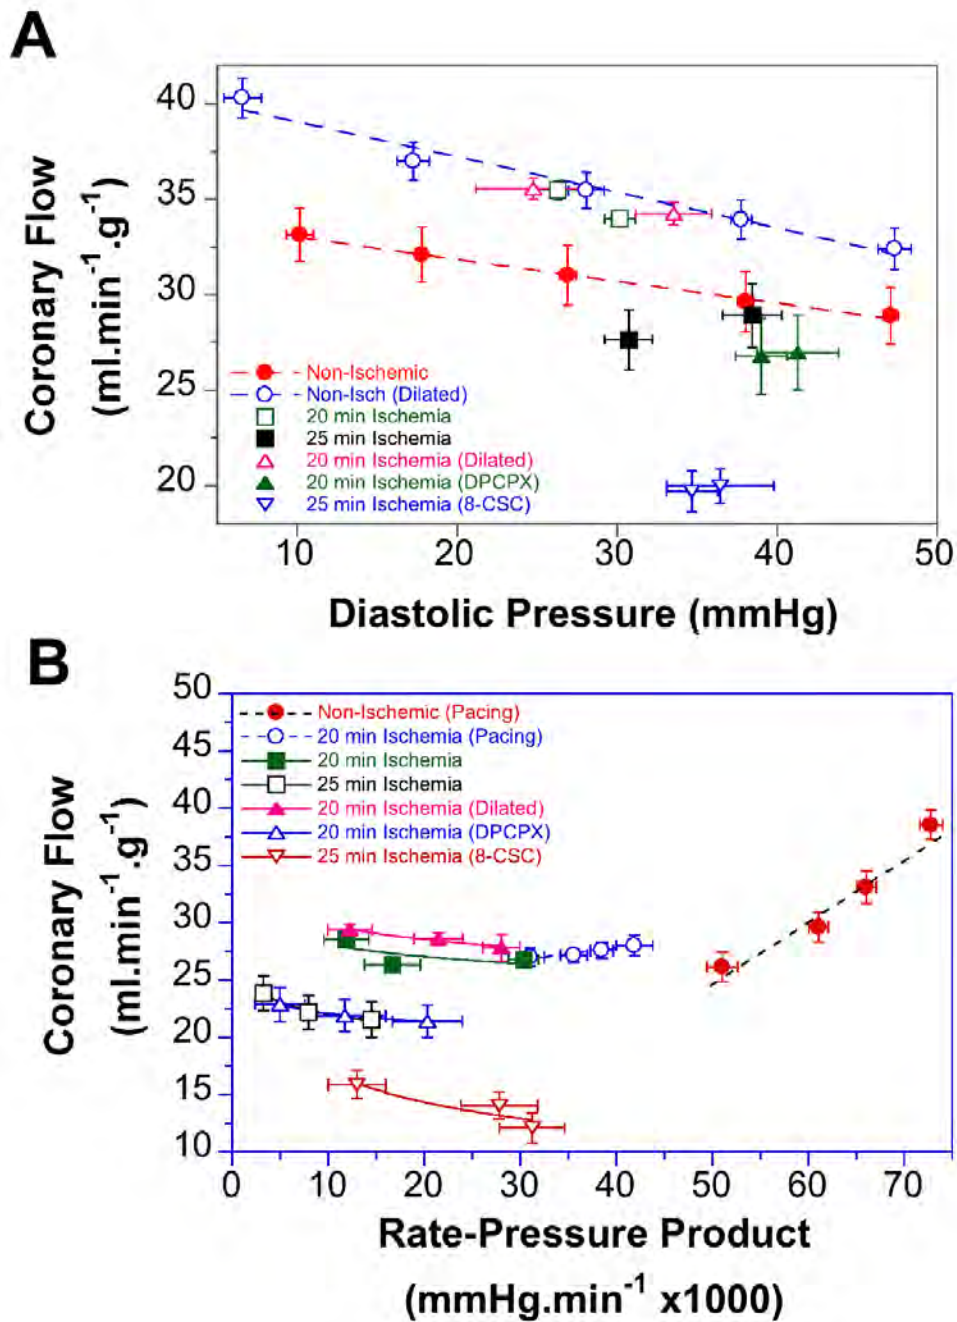 A
Coronary Flow
(ml.min⁻¹.g⁻¹)
40
35
30
25
20
Non-Ischemic
Non-Isch (Dilated)
20 min Ischemia
25 min Ischemia
20 min Ischemia (Dilated)
20 min Ischemia (DPCPX)
25 min Ischemia (8-CSC)
10 20 30 40 50
Diastolic Pressure (mmHg)
B
Coronary Flow
(ml.min⁻¹.g⁻¹)
50
45
40
35
30
25
20
15
10
Non-Ischemic (Pacing)
20 min Ischemia (Pacing)
20 min Ischemia
25 min Ischemia
20 min Ischemia (Dilated)
20 min Ischemia (DPCPX)
25 min Ischemia (8-CSC)
0 10 20 30 40 50 60 70
Rate-Pressure Product
(mmHg.min⁻¹ x1000)